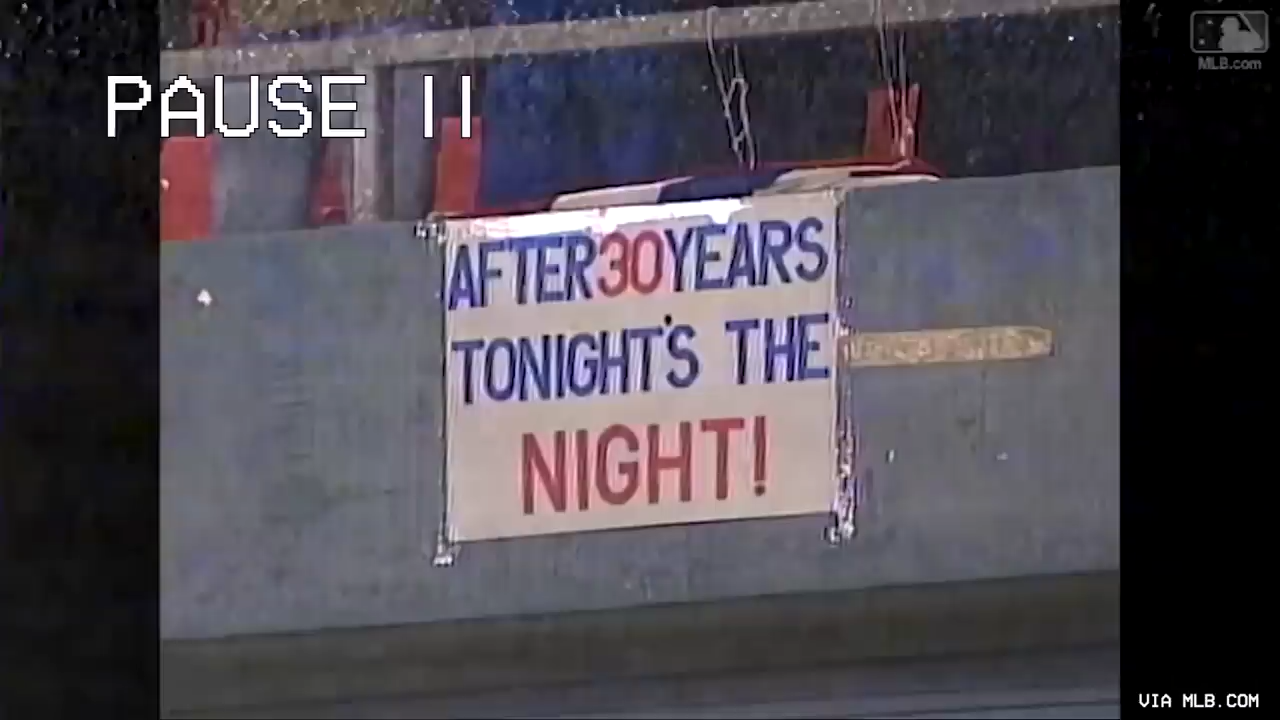 PAUSE II
MLB.com
AFTER 30 YEARS
TONIGHT'S THE
NIGHT!
VIA MLB.COM